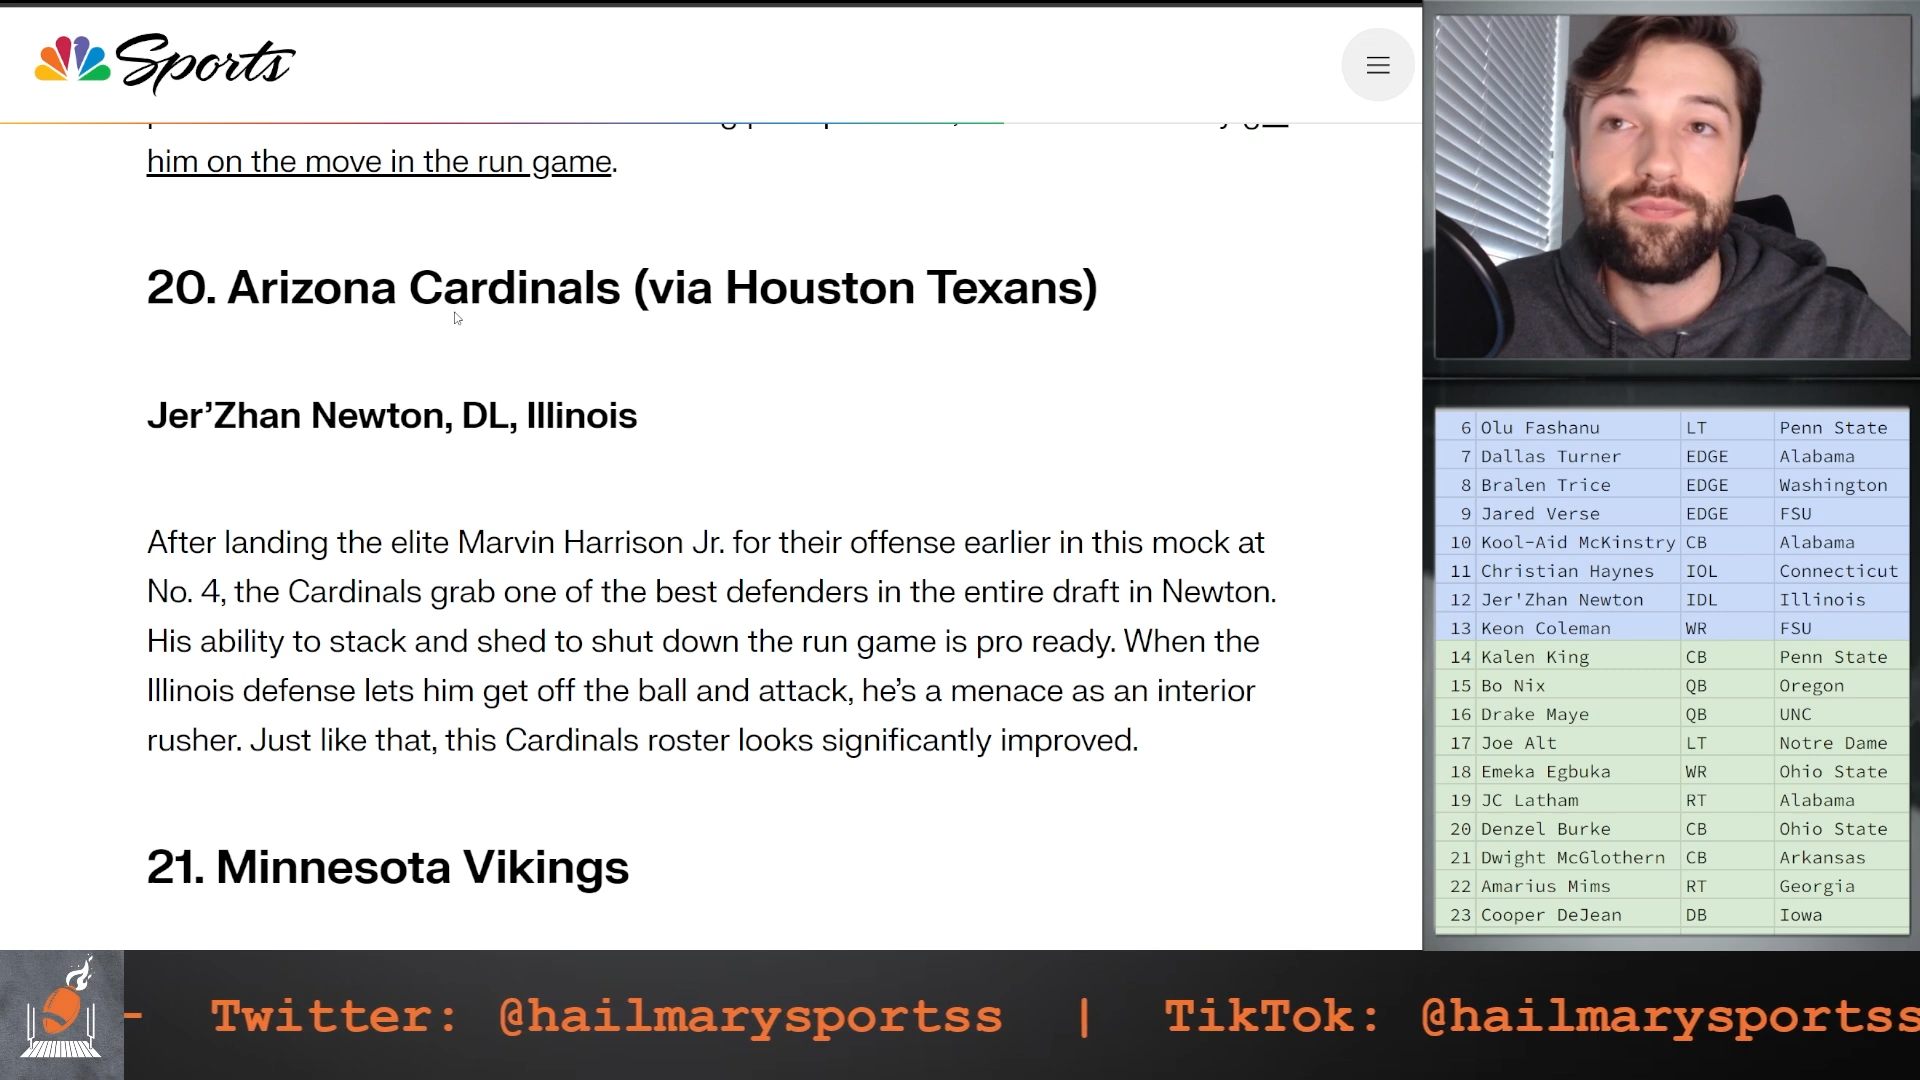 Sports
him on the move in the run game.
20. Arizona Cardinals (via Houston Texans)
Jer’Zhan Newton, DL, Illinois
After landing the elite Marvin Harrison Jr. for their offense earlier in this mock at
No. 4, the Cardinals grab one of the best defenders in the entire draft in Newton.
His ability to stack and shed to shut down the run game is pro ready. When the
Illinois defense lets him get off the ball and attack, he’s a menace as an interior
rusher. Just like that, this Cardinals roster looks significantly improved.
21. Minnesota Vikings
6 Olu Fashanu LT Penn State
7 Dallas Turner EDGE Alabama
8 Bralen Trice EDGE Washington
9 Jared Verse EDGE FSU
10 Kool-Aid McKinstry CB Alabama
11 Christian Haynes IOL Connecticut
12 Jer'Zhan Newton IDL Illinois
13 Keon Coleman WR FSU
14 Kalen King CB Penn State
15 Bo Nix QB Oregon
16 Drake Maye QB UNC
17 Joe Alt LT Notre Dame
18 Emeka Egbuka WR Ohio State
19 JC Latham RT Alabama
20 Denzel Burke CB Ohio State
21 Dwight McGlothern CB Arkansas
22 Amarius Mims RT Georgia
23 Cooper DeJean DB Iowa
- Twitter: @hailmarysportss | TikTok: @hailmarysportss